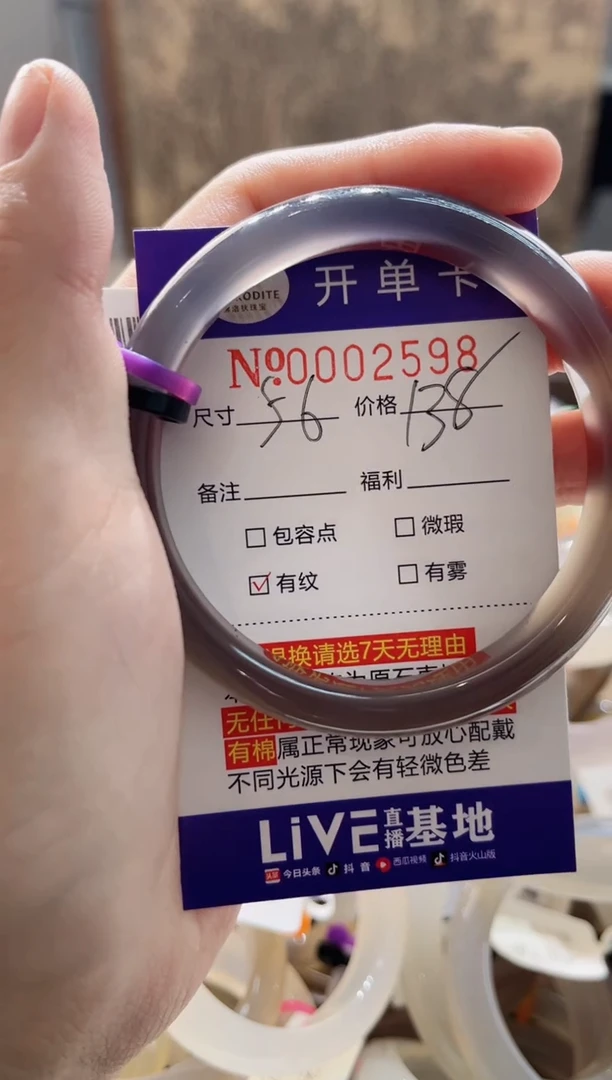 RODITE
开单卡
№0002598
尺寸 56 价格 138
备注 福利
包容点 微瑕
有纹 有雾
退换请选7天无理由
无任
有棉属正常现象可放心配戴
不同光源下会有轻微色差
LiVE直播基地
今日头条 抖音 西瓜视频 抖音火山版